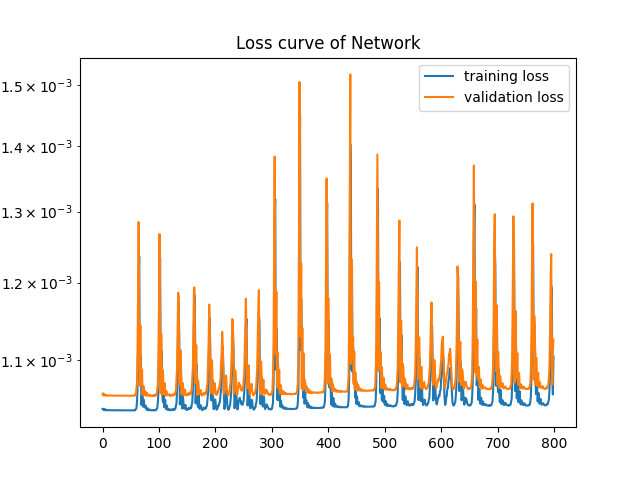 Loss curve of Network
training loss
validation loss
1.5 × 10⁻³
1.4 × 10⁻³
1.3 × 10⁻³
1.2 × 10⁻³
1.1 × 10⁻³
0 100 200 300 400 500 600 700 800